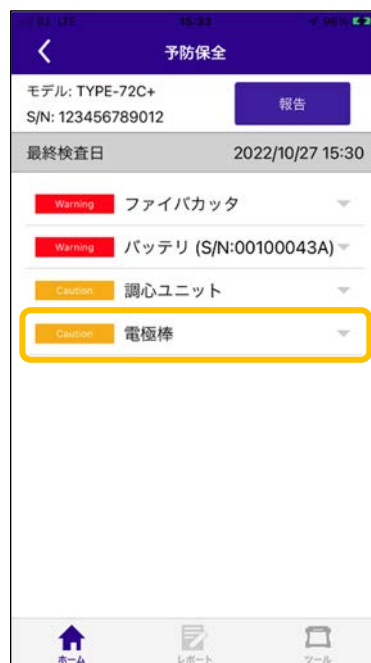 15:33
予防保全
モデル: TYPE-72C+
S/N: 123456789012
報告
最終検査日 2022/10/27 15:30
Warning ファイバカッタ
Warning バッテリ (S/N:00100043A)
Caution 調心ユニット
Caution 電極棒
ホーム レポート ツール